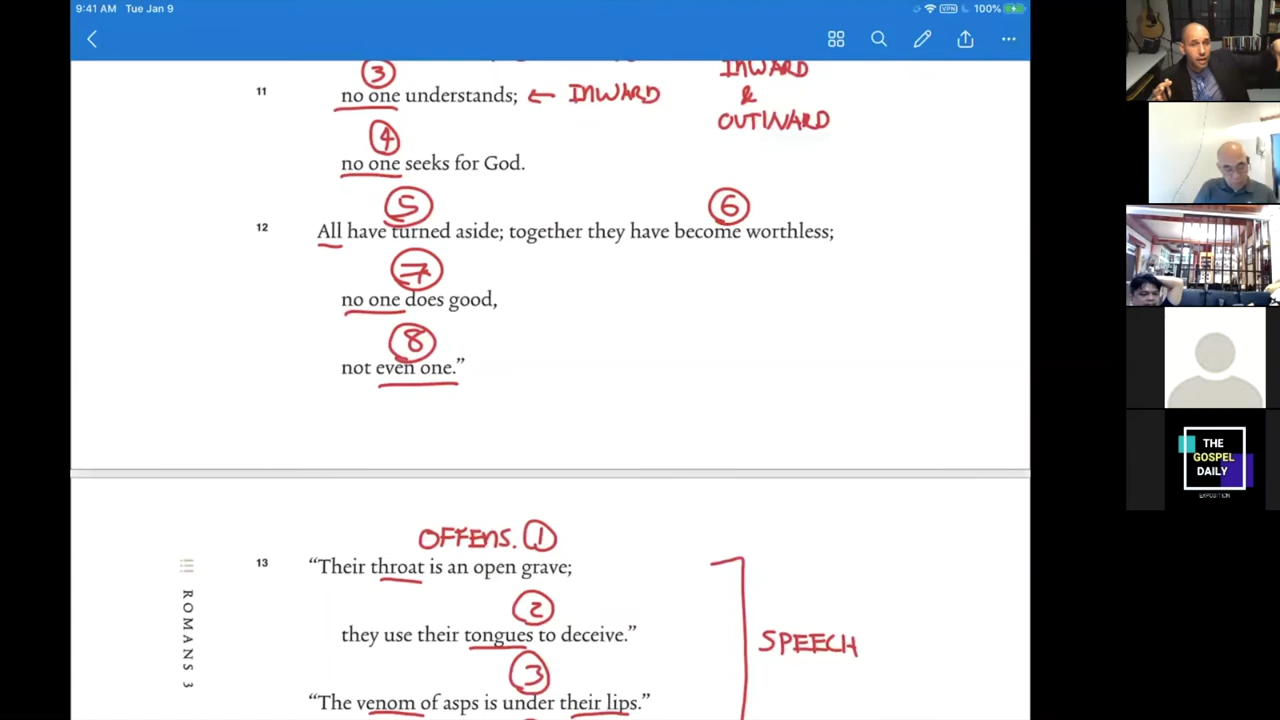 9:41 AM Tue Jan 9
VPN 100%
INWARD
&
OUTWARD
3
11 no one understands; ← INWARD
4
no one seeks for God.
5 6
12 All have turned aside; together they have become worthless;
7
no one does good,
8
not even one.”
OFFENS. 1
13 “Their throat is an open grave;
2
they use their tongues to deceive.”
SPEECH
3
“The venom of asps is under their lips.”
ROMANS 3
THE
GOSPEL
DAILY
EXPOSITION